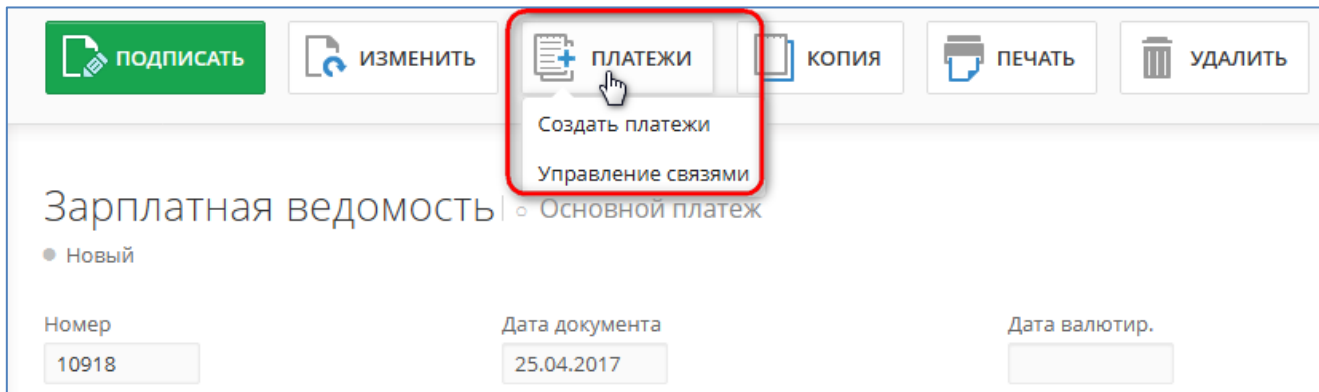 ПОДПИСАТЬ ИЗМЕНИТЬ ПЛАТЕЖИ КОПИЯ ПЕЧАТЬ УДАЛИТЬ
Создать платежи
Управление связями
Зарплатная ведомость Основной платеж
Новый
Номер Дата документа Дата валютир.
10918 25.04.2017